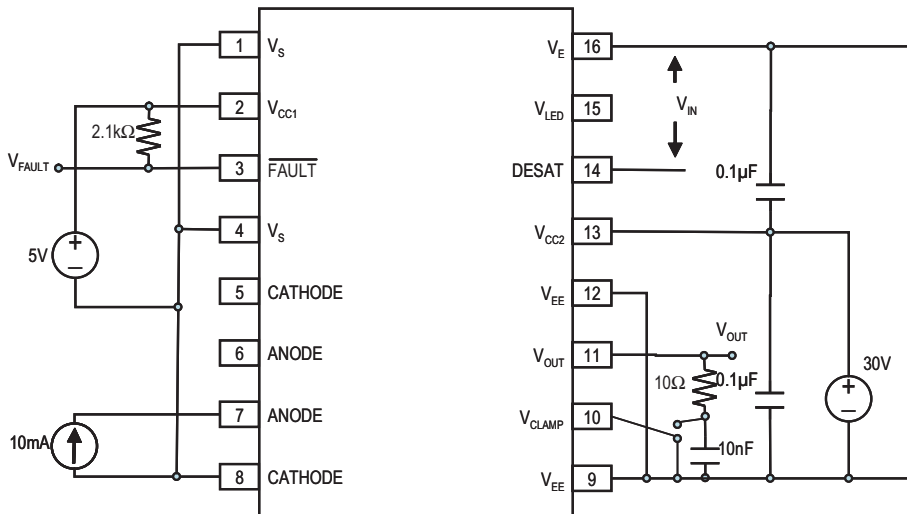 1 V_S
2 V_CC1
2.1kΩ
V_FAULT
3 FAULT
4 V_S
5V
+
−
5 CATHODE
6 ANODE
7 ANODE
10mA
8 CATHODE
V_E 16
V_LED 15
V_IN
DESAT 14
0.1µF
V_CC2 13
V_EE 12
V_OUT
V_OUT 11
10Ω
0.1µF
30V
+
−
V_CLAMP 10
10nF
V_EE 9